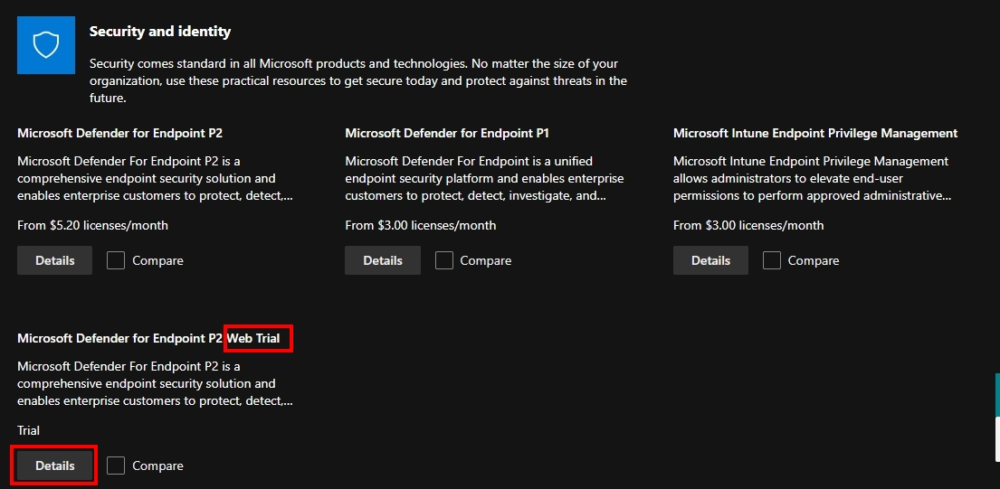 Security and identity
Security comes standard in all Microsoft products and technologies. No matter the size of your
organization, use these practical resources to get secure today and protect against threats in the
future.
Microsoft Defender for Endpoint P2
Microsoft Defender For Endpoint P2 is a
comprehensive endpoint security solution and
enables enterprise customers to protect, detect,...
From $5.20 licenses/month
Details
Compare
Microsoft Defender for Endpoint P1
Microsoft Defender For Endpoint is a unified
endpoint security platform and enables enterprise
customers to protect, detect, investigate, and...
From $3.00 licenses/month
Details
Compare
Microsoft Intune Endpoint Privilege Management
Microsoft Intune Endpoint Privilege Management
allows administrators to elevate end-user
permissions to perform approved administrative...
From $3.00 licenses/month
Details
Compare
Microsoft Defender for Endpoint P2 Web Trial
Microsoft Defender For Endpoint P2 is a
comprehensive endpoint security solution and
enables enterprise customers to protect, detect,...
Trial
Details
Compare